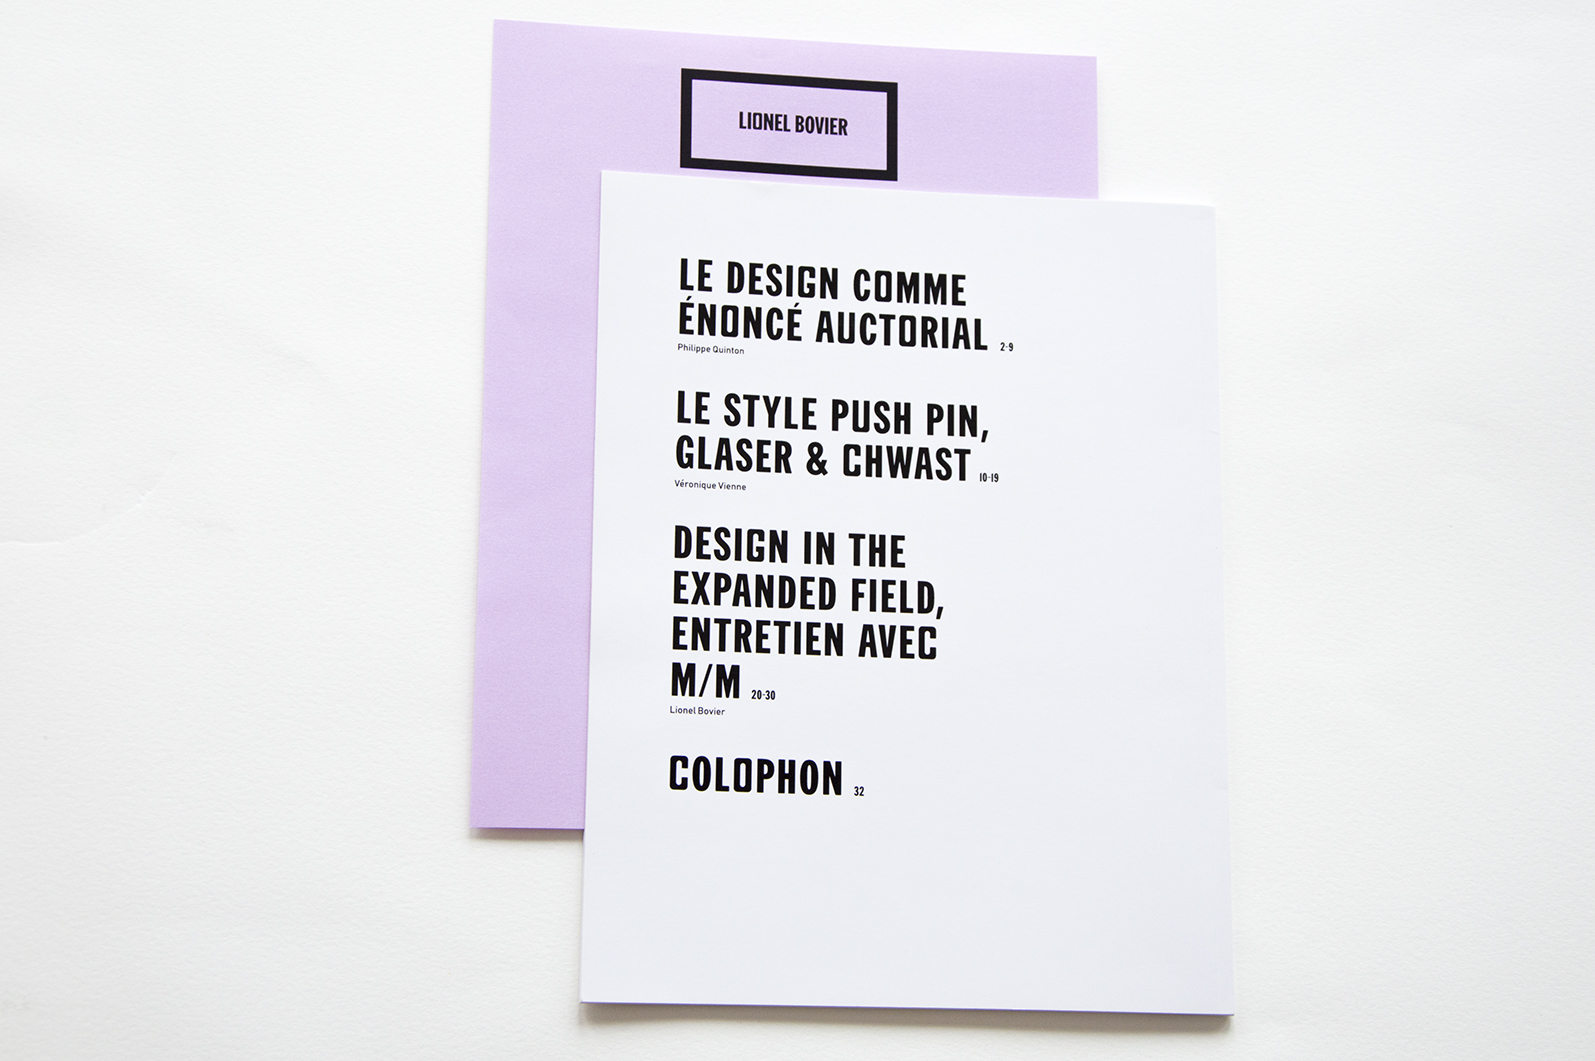 LIONEL BOVIER
LE DESIGN COMME
ÉNONCÉ AUCTORIAL 2-9
Philippe Quinton
LE STYLE PUSH PIN,
GLASER & CHWAST 10-19
Véronique Vienne
DESIGN IN THE
EXPANDED FIELD,
ENTRETIEN AVEC
M/M 20-30
Lionel Bovier
COLOPHON 32